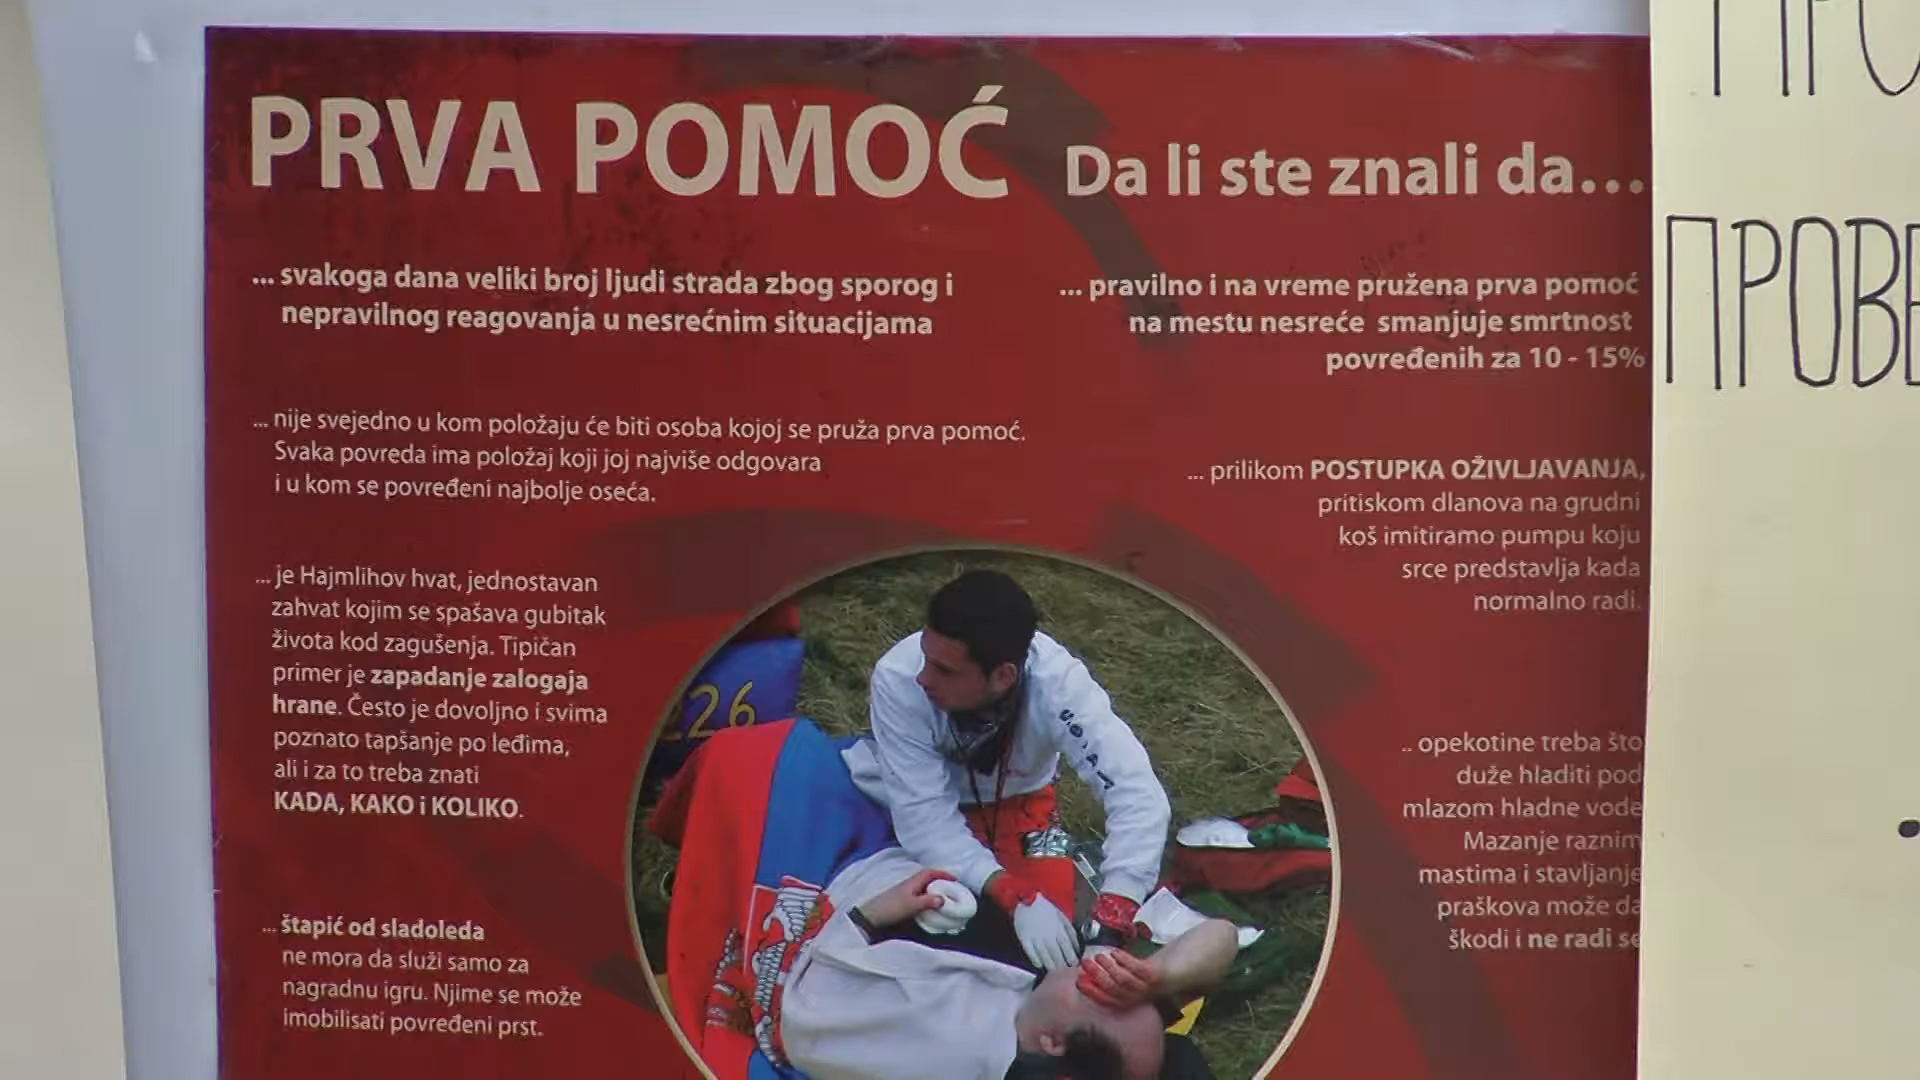 PRVA POMOĆ
... svakoga dana veliki broj ljudi strada zbog sporog i
nepravilnog reagovanja u nesrećnim situacijama
... nije svejedno u kom položaju će biti osoba kojoj se pruža prva pomoć.
Svaka povreda ima položaj koji joj najviše odgovara
i u kom se povređeni najbolje oseća.
... je Hajmlihov hvat, jednostavan
zahvat kojim se spašava gubitak
života kod zagušenja. Tipičan
primer je zapadanje zalogaja
hrane. Često je dovoljno i svima
poznato tapšanje po leđima,
ali i za to treba znati
KADA, KAKO i KOLIKO.
... štapić od sladoleda
ne mora da služi samo za
nagradnu igru. Njime se može
imobilisati povređeni prst.
Da li ste znali da...
... pravilno i na vreme pružena prva pomoć
na mestu nesreće smanjuje smrtnost
povređenih za 10 - 15%
... prilikom POSTUPKA OŽIVLJAVANJA,
pritiskom dlanova na grudni
koš imitiramo pumpu koju
srce predstavlja kada
normalno radi.
.. opekotine treba što
duže hladiti pod
mlazom hladne vode
Mazanje raznim
mastima i stavljanje
praškova može da
škodi i ne radi se
226
ПРОВЕ